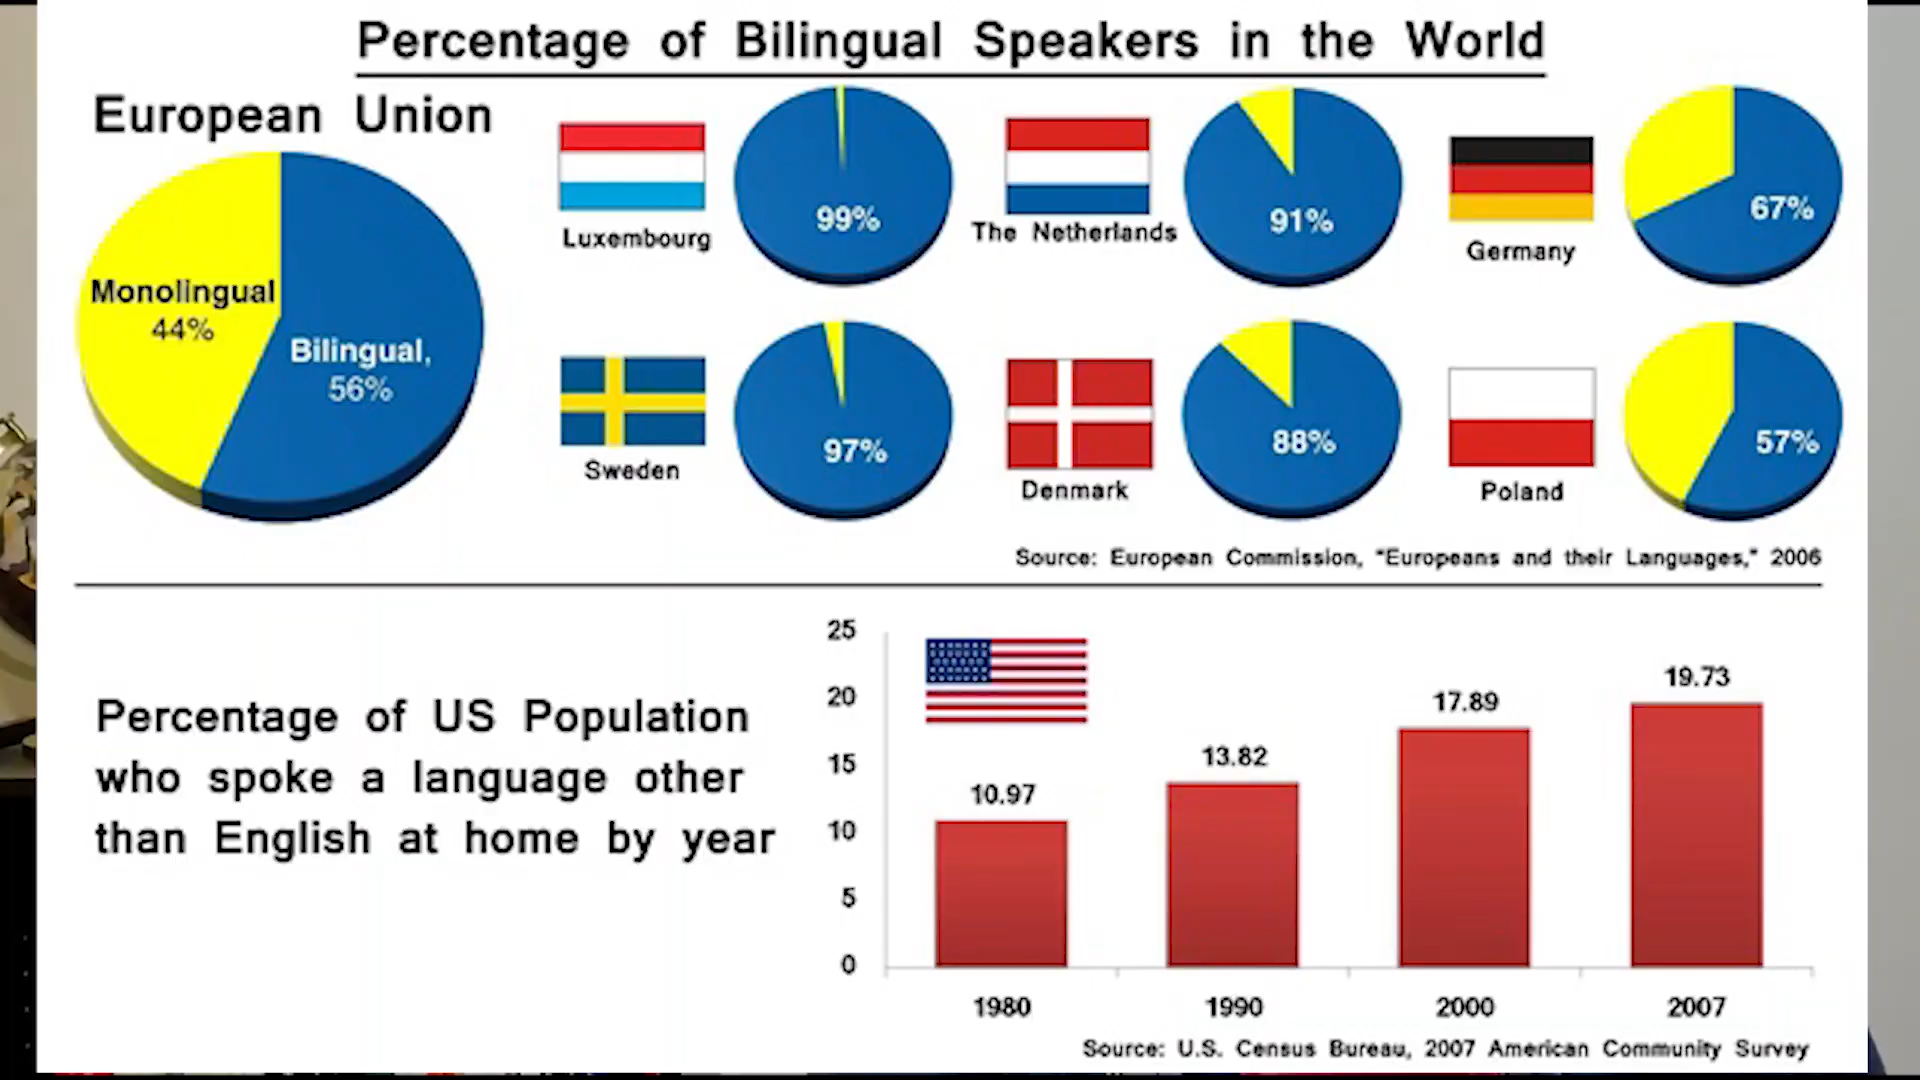 Percentage of Bilingual Speakers in the World
European Union
Monolingual
44%
Bilingual,
56%
Luxembourg
99%
The Netherlands
91%
Germany
67%
Sweden
97%
Denmark
88%
Poland
57%
Source: European Commission, "Europeans and their Languages," 2006
Percentage of US Population
who spoke a language other
than English at home by year
25
20
15
10
5
0
10.97
13.82
17.89
19.73
1980
1990
2000
2007
Source: U.S. Census Bureau, 2007 American Community Survey